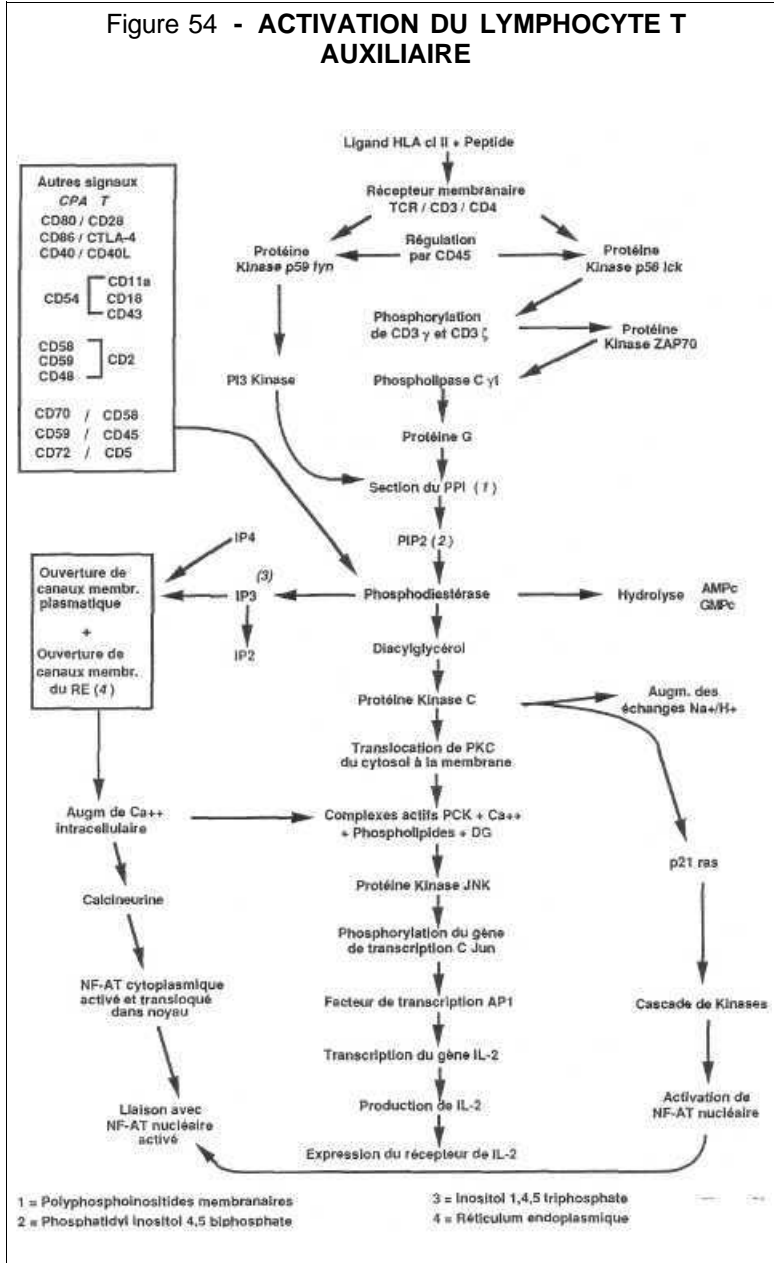 Figure 54 - ACTIVATION DU LYMPHOCYTE T
AUXILIAIRE
Ligand HLA cl II + Peptide
Récepteur membranaire
TCR / CD3 / CD4
Autres signaux
CPA T
CD80 / CD28
CD86 / CTLA-4
CD40 / CD40L
CD54
CD11a
CD18
CD43
CD58
CD59
CD48
CD2
CD70 / CD58
CD59 / CD45
CD72 / CD5
Protéine
Kinase p59 fyn
Régulation
par CD45
Protéine
Kinase p56 lck
Phosphorylation
de CD3 γ et CD3 ζ
Protéine
Kinase ZAP70
PI3 Kinase
Phospholipase C γ1
Protéine G
Section du PPI (1)
PIP2 (2)
IP4
(3)
Ouverture de
canaux membr.
plasmatique
+
Ouverture de
canaux membr.
du RE (4)
IP3
IP2
Phosphodiestérase
Hydrolyse
AMPc
GMPc
Diacylglycérol
Protéine Kinase C
Augm. des
échanges Na+/H+
Translocation de PKC
du cytosol à la membrane
Augm de Ca++
intracellulaire
Complexes actifs PCK + Ca++
+ Phospholipides + DG
p21 ras
Protéine Kinase JNK
Calcineurine
Phosphorylation du gène
de transcription C Jun
NF-AT cytoplasmique
activé et transloqué
dans noyau
Facteur de transcription AP1
Cascade de Kinases
Transcription du gène IL-2
Production de IL-2
Activation de
NF-AT nucléaire
Liaison avec
NF-AT nucléaire
activé
Expression du récepteur de IL-2
1 = Polyphosphoinositides membranaires
2 = Phosphatidyl inositol 4,5 biphosphate
3 = Inositol 1,4,5 triphosphate
4 = Réticulum endoplasmique